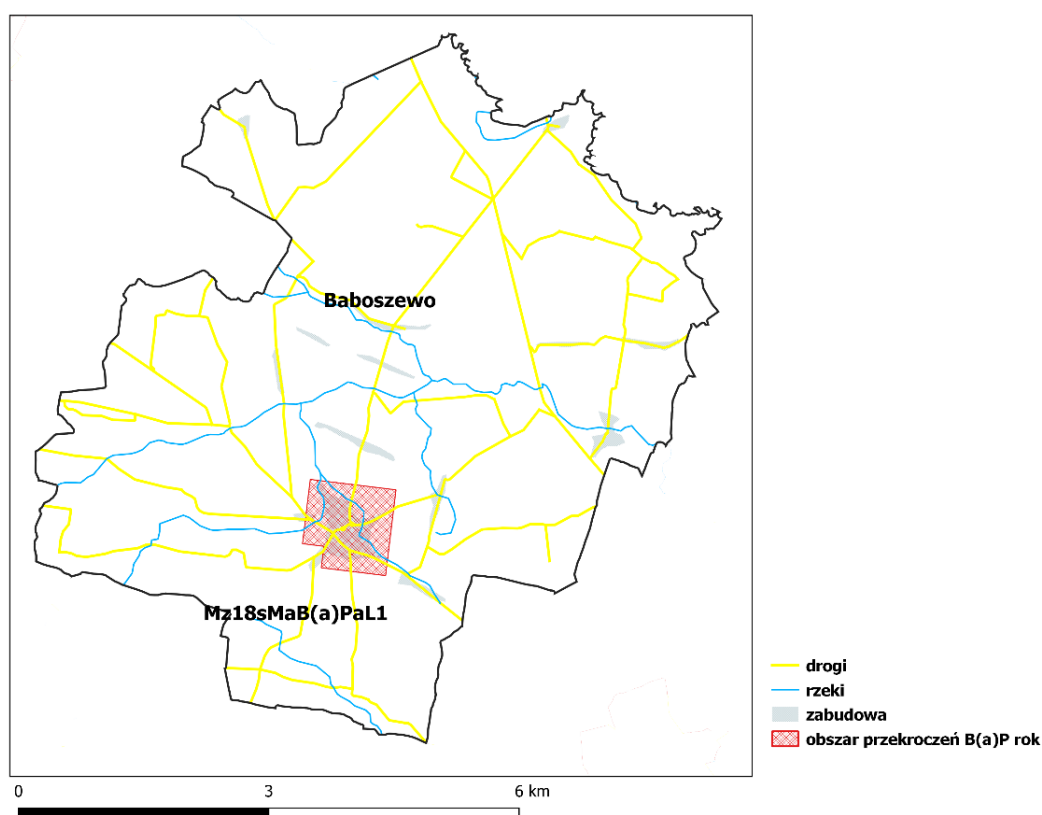 Baboszewo
Mz18sMaB(a)PaL1
drogi
rzeki
zabudowa
obszar przekroczeń B(a)P rok
0 3 6 km